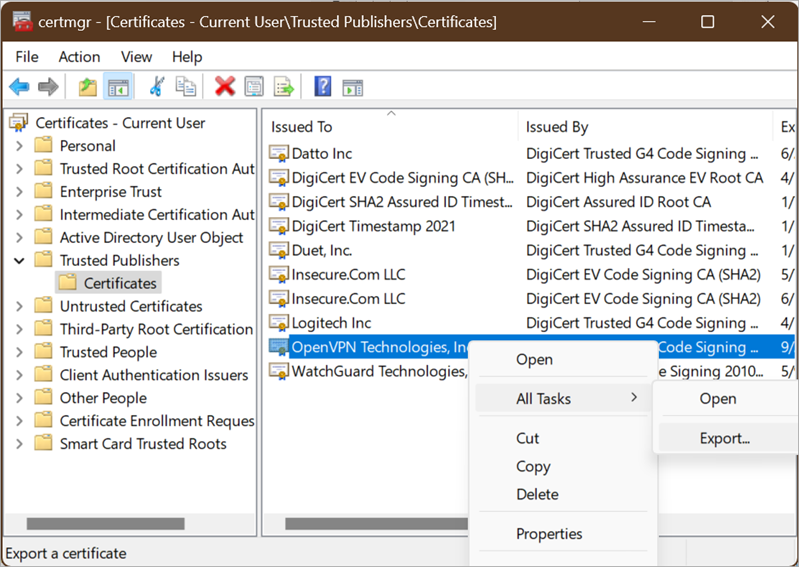 certmgr - [Certificates - Current User\Trusted Publishers\Certificates]
File Action View Help
Certificates - Current User
Personal
Trusted Root Certification Aut
Enterprise Trust
Intermediate Certification Aut
Active Directory User Object
Trusted Publishers
Certificates
Untrusted Certificates
Third-Party Root Certification
Trusted People
Client Authentication Issuers
Other People
Certificate Enrollment Reques
Smart Card Trusted Roots
Issued To Issued By Ex
Datto Inc DigiCert Trusted G4 Code Signing ... 6/
DigiCert EV Code Signing CA (SH... DigiCert High Assurance EV Root CA 4/
DigiCert SHA2 Assured ID Timest... DigiCert Assured ID Root CA 1/
DigiCert Timestamp 2021 DigiCert SHA2 Assured ID Timesta... 1/
Duet, Inc. DigiCert Trusted G4 Code Signing ... 1/
Insecure.Com LLC DigiCert EV Code Signing CA (SHA2) 5/
Insecure.Com LLC DigiCert EV Code Signing CA (SHA2) 6/
Logitech Inc DigiCert Trusted G4 Code Signing ... 4/
OpenVPN Technologies, Inc Code Signing ... 9/
WatchGuard Technologies, Code Signing 2010... 5/
Open
All Tasks
Cut
Copy
Delete
Properties
Open
Export...
Export a certificate